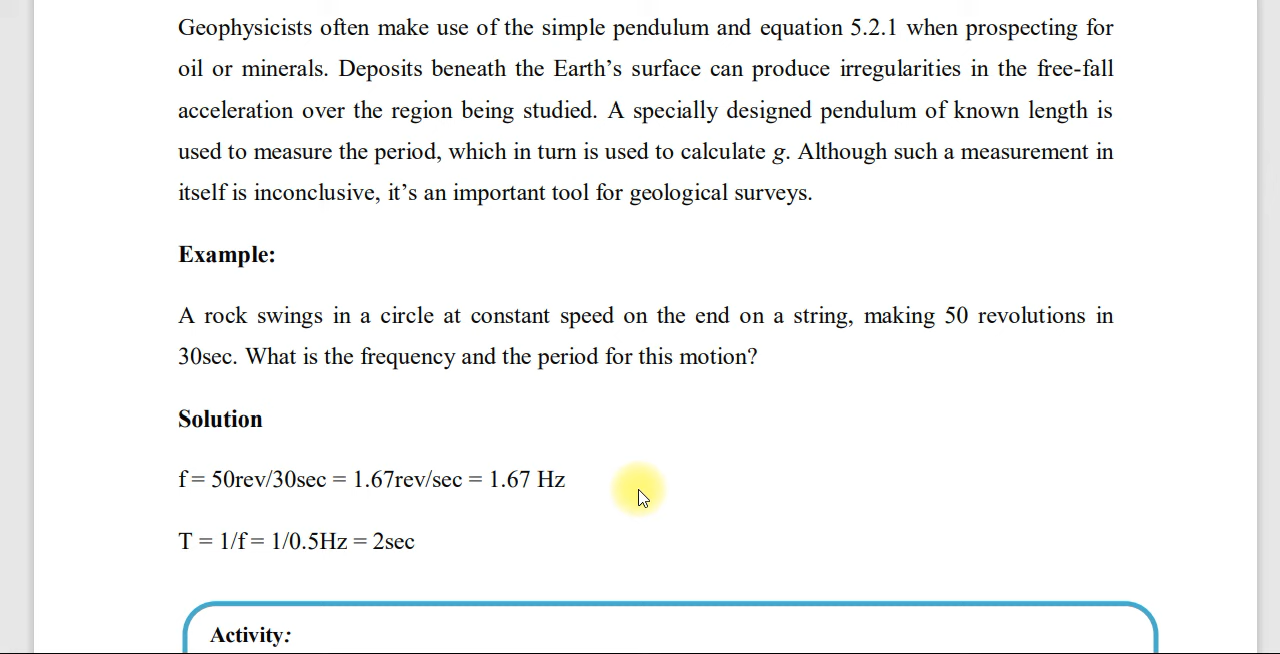 Geophysicists often make use of the simple pendulum and equation 5.2.1 when prospecting for
oil or minerals. Deposits beneath the Earth’s surface can produce irregularities in the free-fall
acceleration over the region being studied. A specially designed pendulum of known length is
used to measure the period, which in turn is used to calculate g. Although such a measurement in
itself is inconclusive, it’s an important tool for geological surveys.
Example:
A rock swings in a circle at constant speed on the end on a string, making 50 revolutions in
30sec. What is the frequency and the period for this motion?
Solution
f = 50rev/30sec = 1.67rev/sec = 1.67 Hz
T = 1/f = 1/0.5Hz = 2sec
Activity: